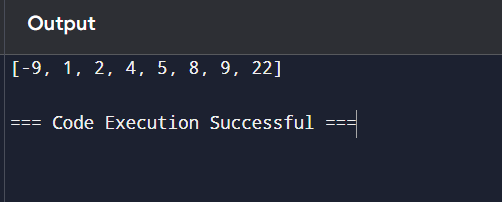 Output
[-9, 1, 2, 4, 5, 8, 9, 22]
=== Code Execution Successful ===